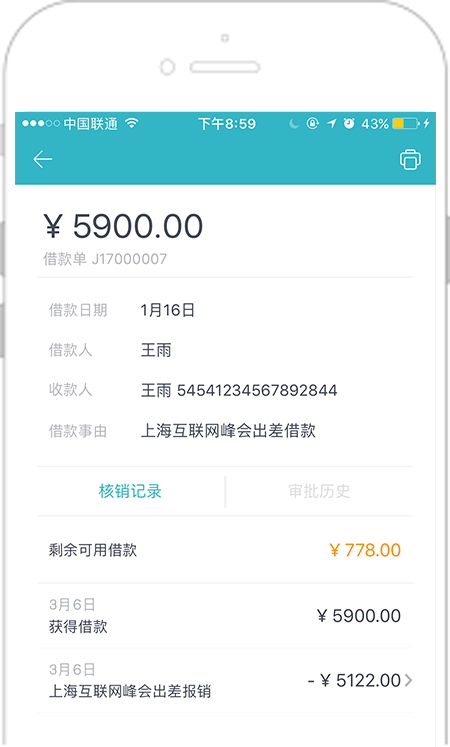 中国联通 下午8:59 43%
¥ 5900.00
借款单 J17000007
借款日期 1月16日
借款人 王雨
收款人 王雨 54541234567892844
借款事由 上海互联网峰会出差借款
核销记录 审批历史
剩余可用借款 ¥ 778.00
3月6日
获得借款 ¥ 5900.00
3月6日
上海互联网峰会出差报销 - ¥ 5122.00